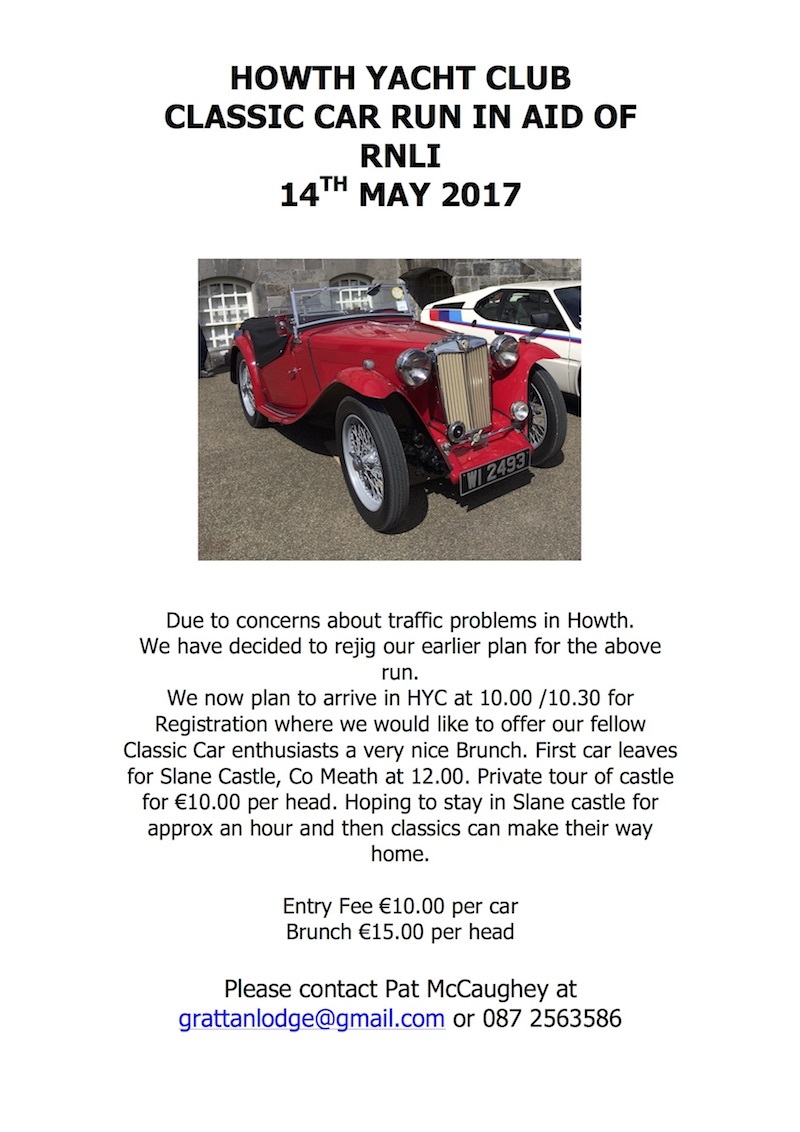 HOWTH YACHT CLUB
CLASSIC CAR RUN IN AID OF
RNLI
14TH MAY 2017
WI 2493
Due to concerns about traffic problems in Howth.
We have decided to rejig our earlier plan for the above
run.
We now plan to arrive in HYC at 10.00 /10.30 for
Registration where we would like to offer our fellow
Classic Car enthusiasts a very nice Brunch. First car leaves
for Slane Castle, Co Meath at 12.00. Private tour of castle
for €10.00 per head. Hoping to stay in Slane castle for
approx an hour and then classics can make their way
home.
Entry Fee €10.00 per car
Brunch €15.00 per head
Please contact Pat McCaughey at
grattanlodge@gmail.com or 087 2563586